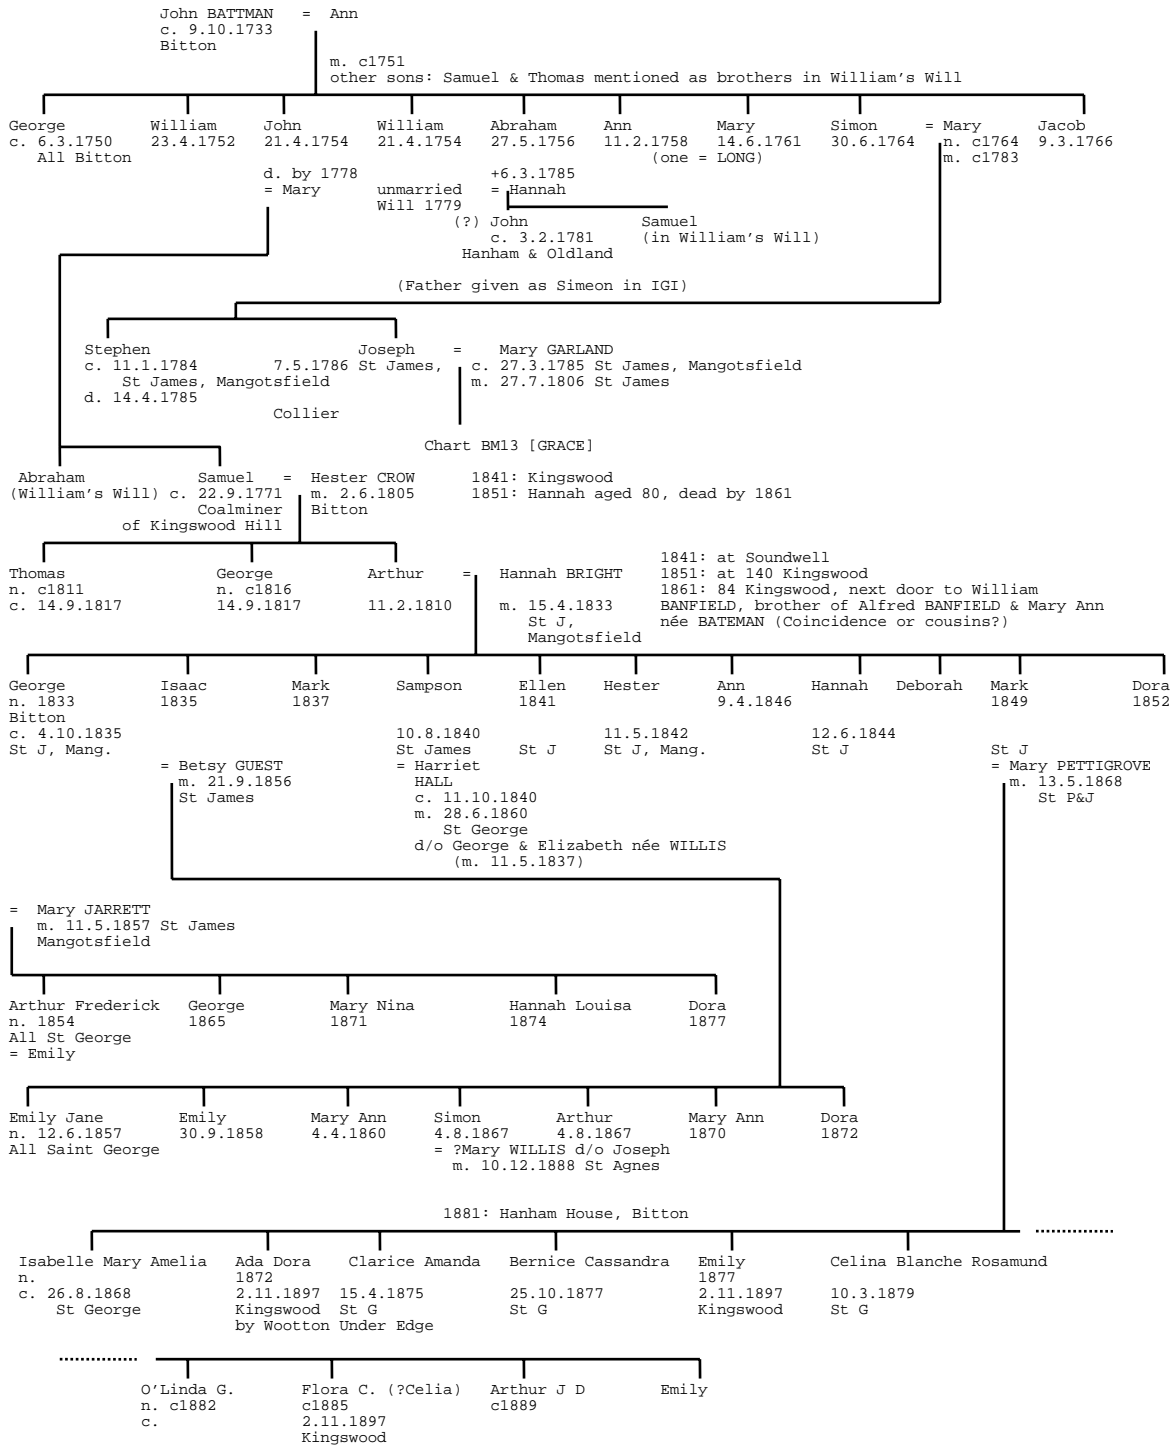 John BATTMAN = Ann
c. 9.10.1733
Bitton
m. c1751
other sons: Samuel & Thomas mentioned as brothers in William's Will
George William John William Abraham Ann Mary Simon = Mary Jacob
c. 6.3.1750 23.4.1752 21.4.1754 21.4.1754 27.5.1756 11.2.1758 14.6.1761 30.6.1764 n. c1764 9.3.1766
All Bitton (one = LONG) m. c1783
d. by 1778 +6.3.1785
= Mary unmarried = Hannah
Will 1779
(?) John Samuel
c. 3.2.1781 (in William's Will)
Hanham & Oldland
(Father given as Simeon in IGI)
Stephen Joseph = Mary GARLAND
c. 11.1.1784 7.5.1786 St James, c. 27.3.1785 St James, Mangotsfield
St James, Mangotsfield m. 27.7.1806 St James
d. 14.4.1785
Collier
Chart BM13 [GRACE]
Abraham Samuel = Hester CROW 1841: Kingswood
(William's Will) c. 22.9.1771 m. 2.6.1805 1851: Hannah aged 80, dead by 1861
Coalminer Bitton
of Kingswood Hill
1841: at Soundwell
Thomas George Arthur = Hannah BRIGHT 1851: at 140 Kingswood
n. c1811 n. c1816 1861: 84 Kingswood, next door to William
c. 14.9.1817 14.9.1817 11.2.1810 m. 15.4.1833 BANFIELD, brother of Alfred BANFIELD & Mary Ann
St J, née BATEMAN (Coincidence or cousins?)
Mangotsfield
George Isaac Mark Sampson Ellen Hester Ann Hannah Deborah Mark Dora
n. 1833 1835 1837 1841 9.4.1846 1849 1852
Bitton
c. 4.10.1835 10.8.1840 11.5.1842 12.6.1844
St J, Mang. St James St J St J, Mang. St J St J
= Betsy GUEST = Harriet = Mary PETTIGROVE
m. 21.9.1856 HALL m. 13.5.1868
St James c. 11.10.1840 St P&J
m. 28.6.1860
St George
d/o George & Elizabeth née WILLIS
(m. 11.5.1837)
= Mary JARRETT
m. 11.5.1857 St James
Mangotsfield
Arthur Frederick George Mary Nina Hannah Louisa Dora
n. 1854 1865 1871 1874 1877
All St George
= Emily
Emily Jane Emily Mary Ann Simon Arthur Mary Ann Dora
n. 12.6.1857 30.9.1858 4.4.1860 4.8.1867 4.8.1867 1870 1872
All Saint George = ?Mary WILLIS d/o Joseph
m. 10.12.1888 St Agnes
1881: Hanham House, Bitton
Isabelle Mary Amelia Ada Dora Clarice Amanda Bernice Cassandra Emily Celina Blanche Rosamund
n. 1872 1877
c. 26.8.1868 2.11.1897 15.4.1875 25.10.1877 2.11.1897 10.3.1879
St George Kingswood St G St G Kingswood St G
by Wootton Under Edge
O'Linda G. Flora C. (?Celia) Arthur J D Emily
n. c1882 c1885 c1889
c. 2.11.1897
Kingswood